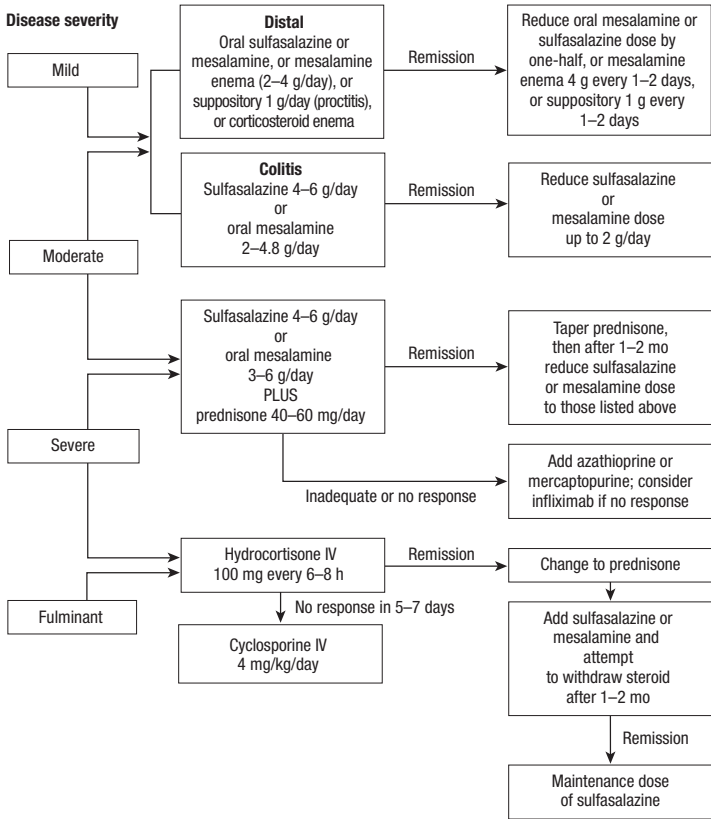 Disease severity
Mild
Moderate
Severe
Fulminant
Distal
Oral sulfasalazine or
mesalamine, or mesalamine
enema (2–4 g/day), or
suppository 1 g/day (proctitis),
or corticosteroid enema
Remission
Reduce oral mesalamine or
sulfasalazine dose by
one-half, or mesalamine
enema 4 g every 1–2 days,
or suppository 1 g every
1–2 days
Colitis
Sulfasalazine 4–6 g/day
or
oral mesalamine
2–4.8 g/day
Remission
Reduce sulfasalazine
or
mesalamine dose
up to 2 g/day
Sulfasalazine 4–6 g/day
or
oral mesalamine
3–6 g/day
PLUS
prednisone 40–60 mg/day
Remission
Taper prednisone,
then after 1–2 mo
reduce sulfasalazine
or mesalamine dose
to those listed above
Inadequate or no response
Add azathioprine or
mercaptopurine; consider
infliximab if no response
Hydrocortisone IV
100 mg every 6–8 h
Remission
Change to prednisone
No response in 5–7 days
Cyclosporine IV
4 mg/kg/day
Add sulfasalazine or
mesalamine and
attempt
to withdraw steroid
after 1–2 mo
Remission
Maintenance dose
of sulfasalazine